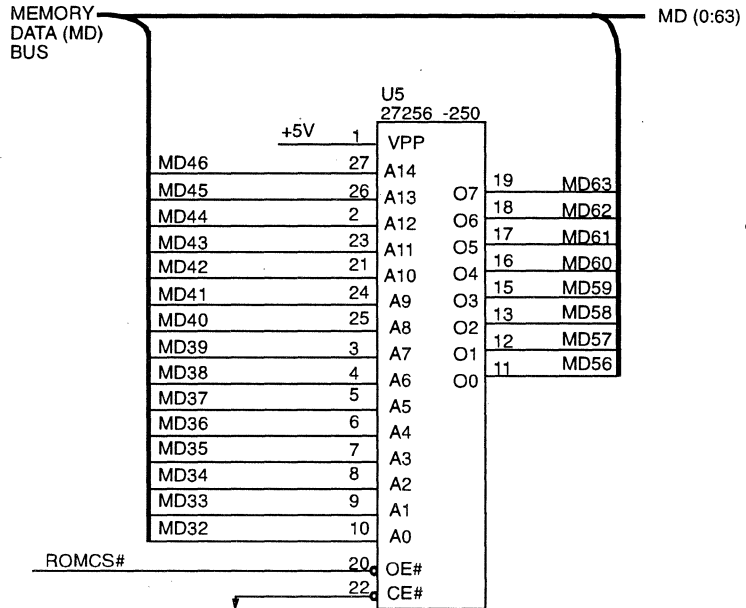 MEMORY
DATA (MD)
BUS
MD (0:63)
U5
27256 -250
+5V 1 VPP
MD46 27 A14
MD45 26 A13
MD44 2 A12
MD43 23 A11
MD42 21 A10
MD41 24 A9
MD40 25 A8
MD39 3 A7
MD38 4 A6
MD37 5 A5
MD36 6 A4
MD35 7 A3
MD34 8 A2
MD33 9 A1
MD32 10 A0
ROMCS# 20 OE#
22 CE#
O7 19 MD63
O6 18 MD62
O5 17 MD61
O4 16 MD60
O3 15 MD59
O2 13 MD58
O1 12 MD57
O0 11 MD56